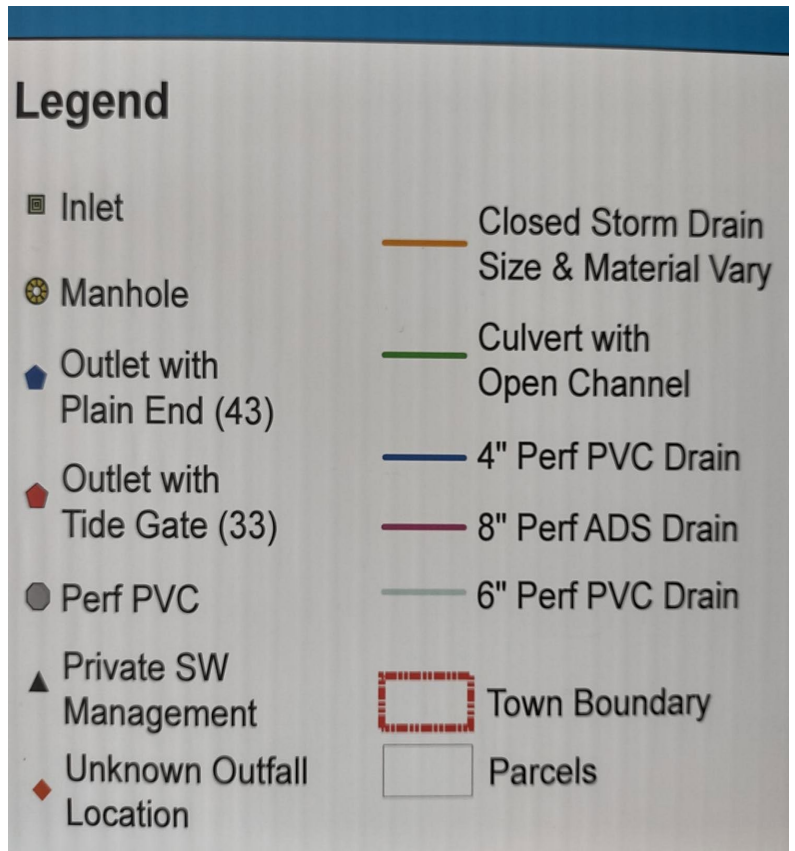 Legend
Inlet
Manhole
Outlet with
Plain End (43)
Outlet with
Tide Gate (33)
Perf PVC
Private SW
Management
Unknown Outfall
Location
Closed Storm Drain
Size & Material Vary
Culvert with
Open Channel
4" Perf PVC Drain
8" Perf ADS Drain
6" Perf PVC Drain
Town Boundary
Parcels